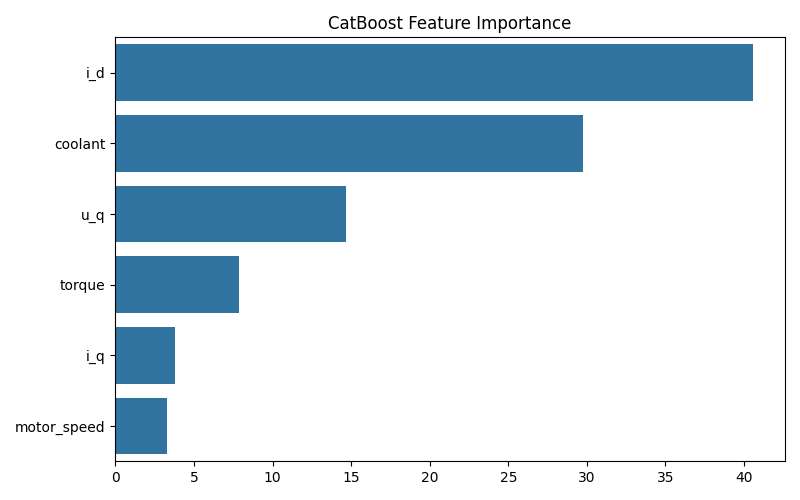 CatBoost Feature Importance
i_d
coolant
u_q
torque
i_q
motor_speed
0 5 10 15 20 25 30 35 40